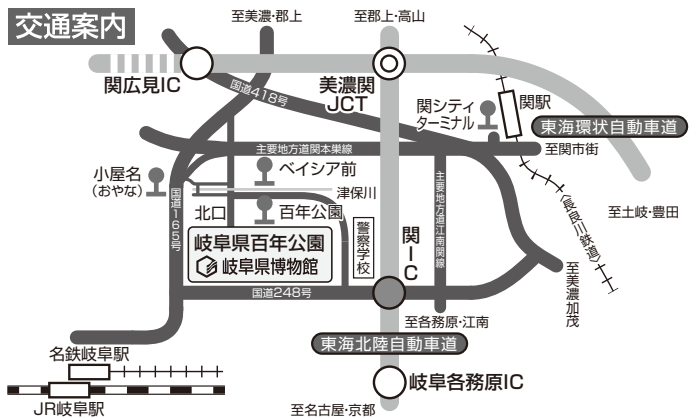 交通案内
至美濃・郡上
至郡上・高山
関広見IC
国道418号
美濃関
JCT
関シティ
ターミナル
関駅
東海環状自動車道
主要地方道関本巣線
至関市街
小屋名
(おやな)
ベイシア前
津保川
国道165号
北口
百年公園
警察学校
関IC
主要地方道江南関線
〈長良川鉄道〉
至土岐・豊田
岐阜県百年公園
岐阜県博物館
国道248号
至美濃加茂
至各務原・江南
東海北陸自動車道
名鉄岐阜駅
JR岐阜駅
岐阜各務原IC
至名古屋・京都